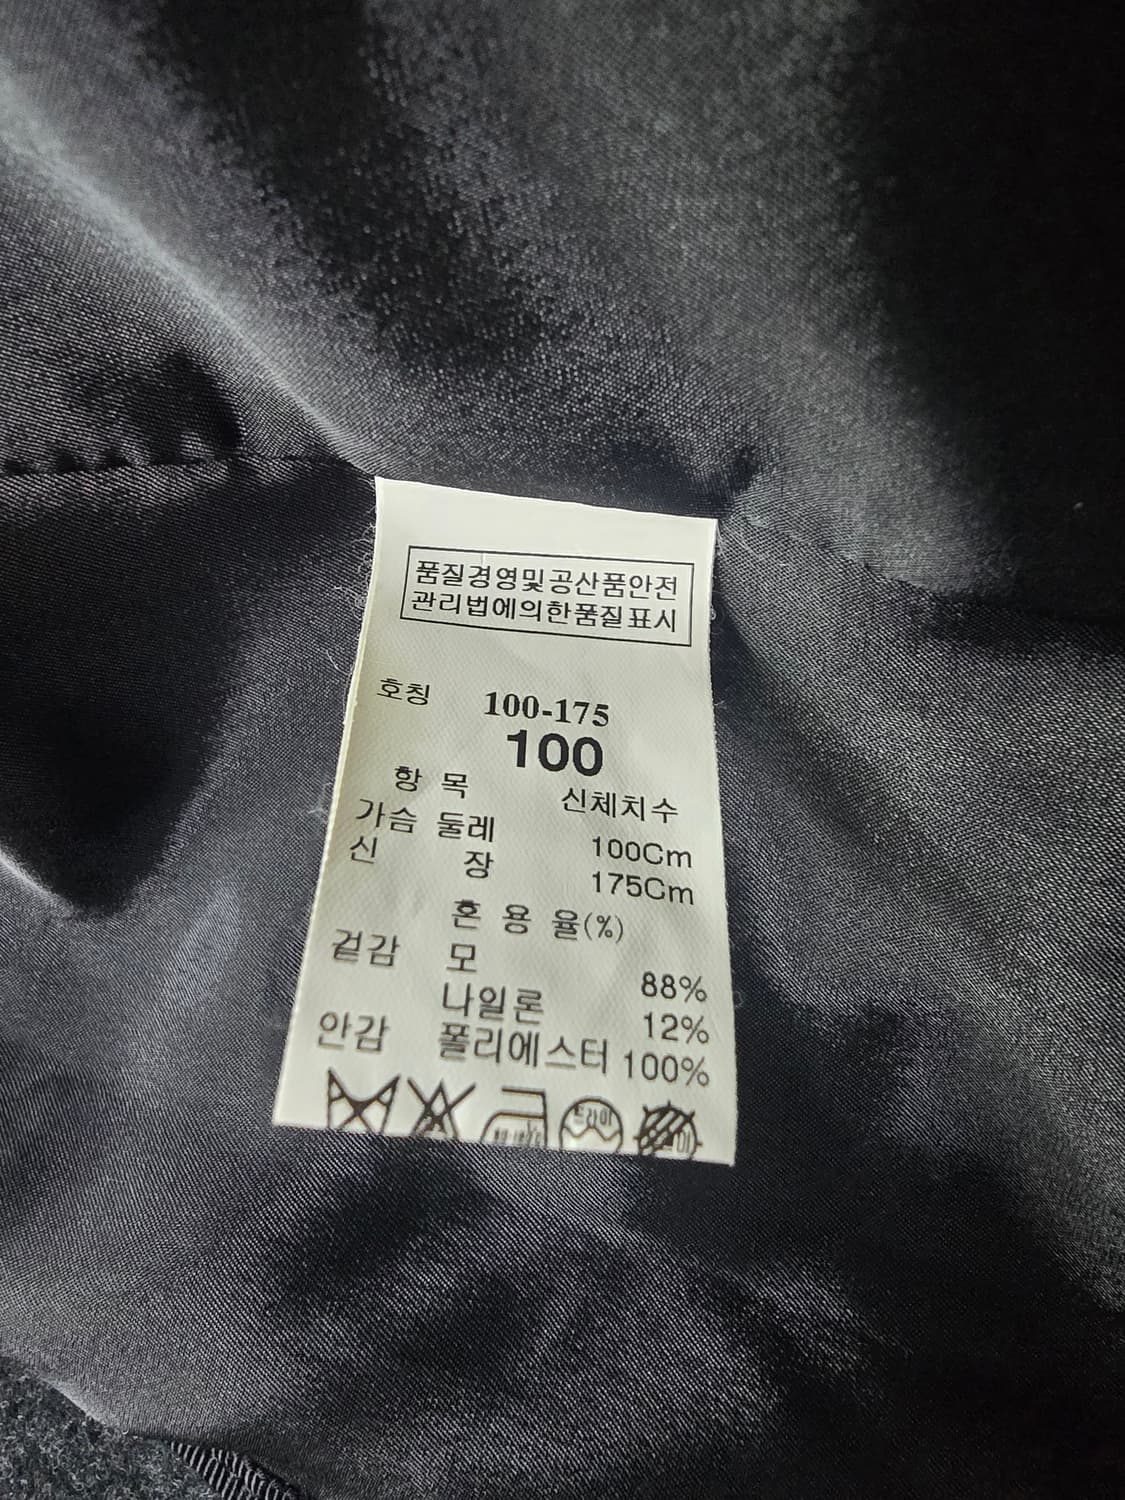 품질경영및공산품안전
관리법에의한품질표시
호칭 100-175
100
항 목 신체치수
가슴 둘레 100Cm
신 장 175Cm
혼 용 율(%)
겉감 모 88%
나일론 12%
안감 폴리에스터 100%
드라이